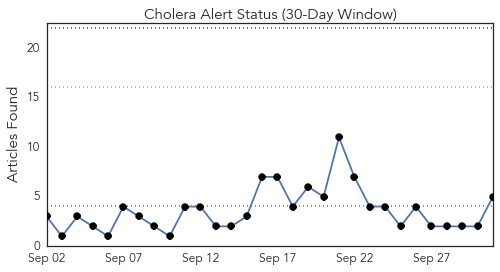 Cholera Alert Status (30-Day Window)
Articles Found
20
15
10
5
0
Sep 02 Sep 07 Sep 12 Sep 17 Sep 22 Sep 27